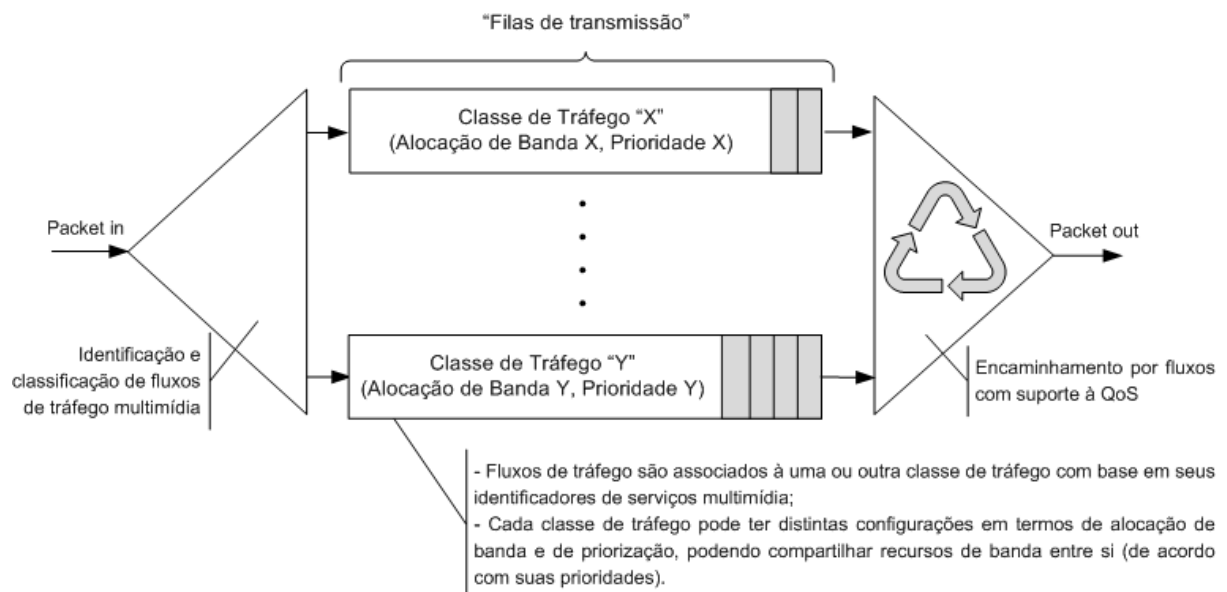 “Filas de transmissão”
Classe de Tráfego “X”
(Alocação de Banda X, Prioridade X)
Packet in
Packet out
Identificação e
classificação de fluxos
de tráfego multimídia
Classe de Tráfego “Y”
(Alocação de Banda Y, Prioridade Y)
Encaminhamento por fluxos
com suporte à QoS
- Fluxos de tráfego são associados à uma ou outra classe de tráfego com base em seus
identificadores de serviços multimídia;
- Cada classe de tráfego pode ter distintas configurações em termos de alocação de
banda e de priorização, podendo compartilhar recursos de banda entre si (de acordo
com suas prioridades).